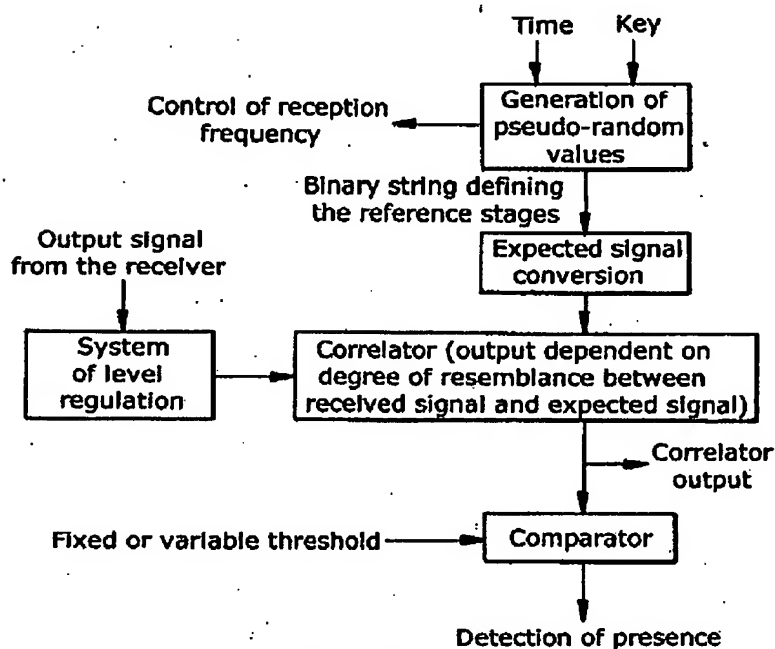 Time
Key
Generation of
pseudo-random
values
Control of reception
frequency
Binary string defining
the reference stages
Expected signal
conversion
Output signal
from the receiver
System
of level
regulation
Correlator (output dependent on
degree of resemblance between
received signal and expected signal)
Correlator
output
Fixed or variable threshold
Comparator
Detection of presence